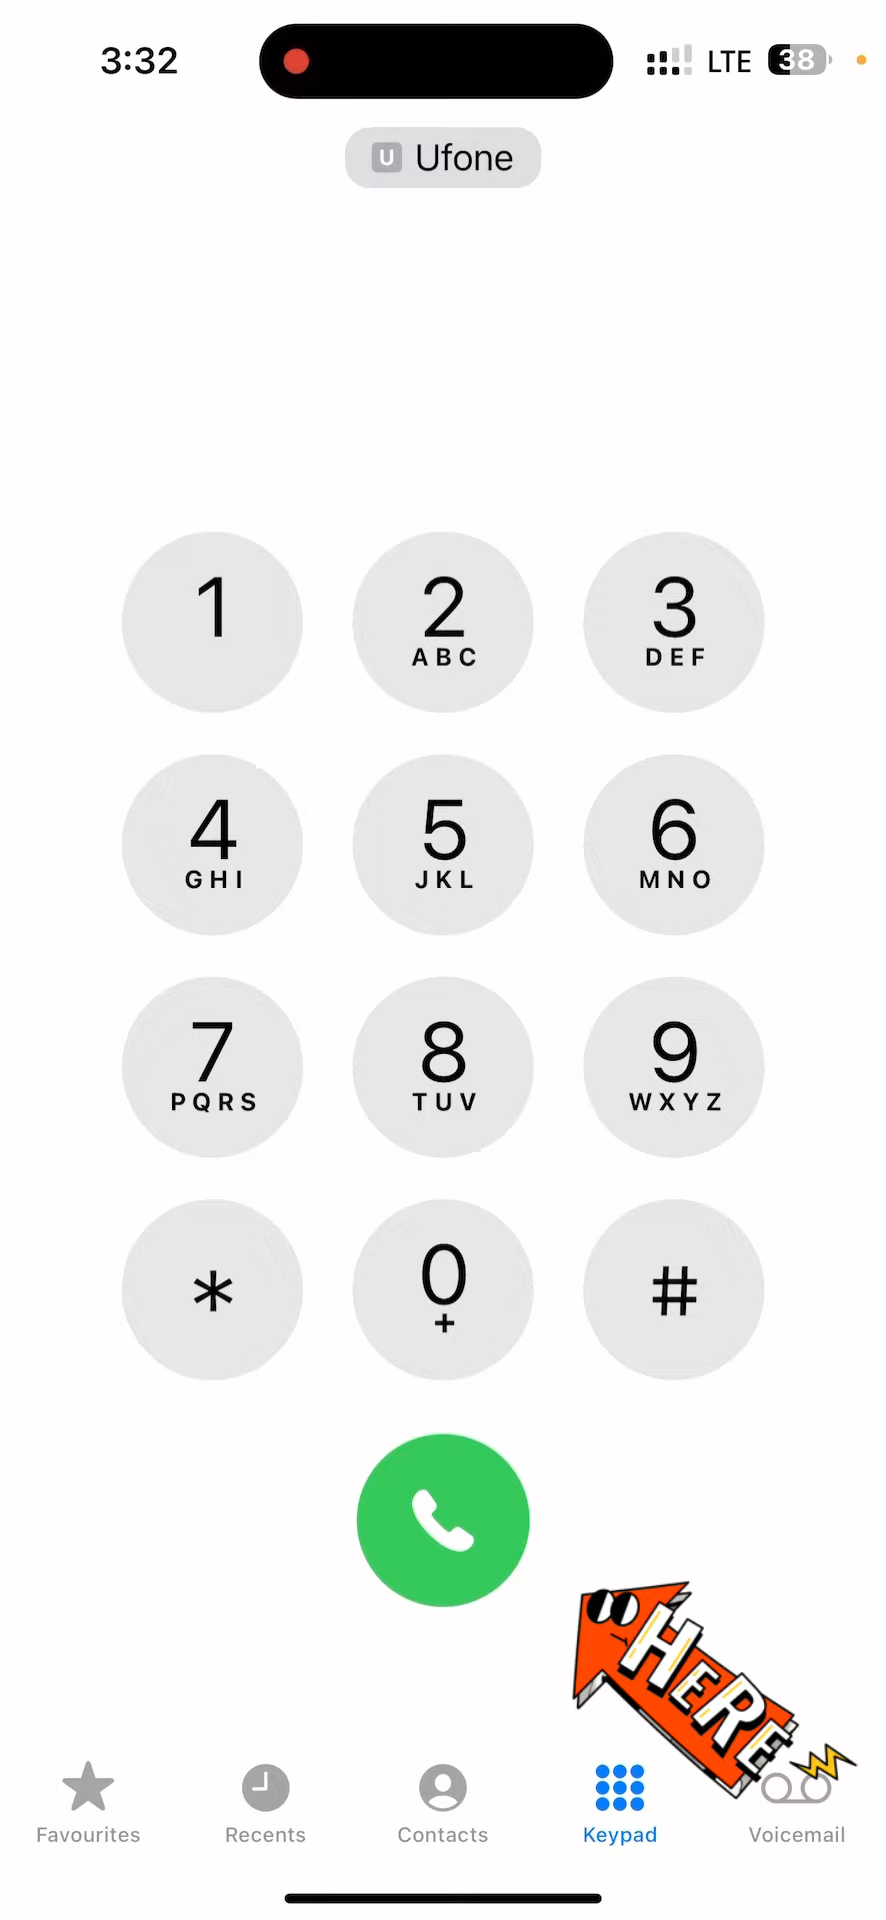 3:32 LTE 38
U Ufone
1 2 3
ABC DEF
4 5 6
GHI JKL MNO
7 8 9
PQRS TUV WXYZ
* 0 #
+
HERE
Favourites Recents Contacts Keypad Voicemail